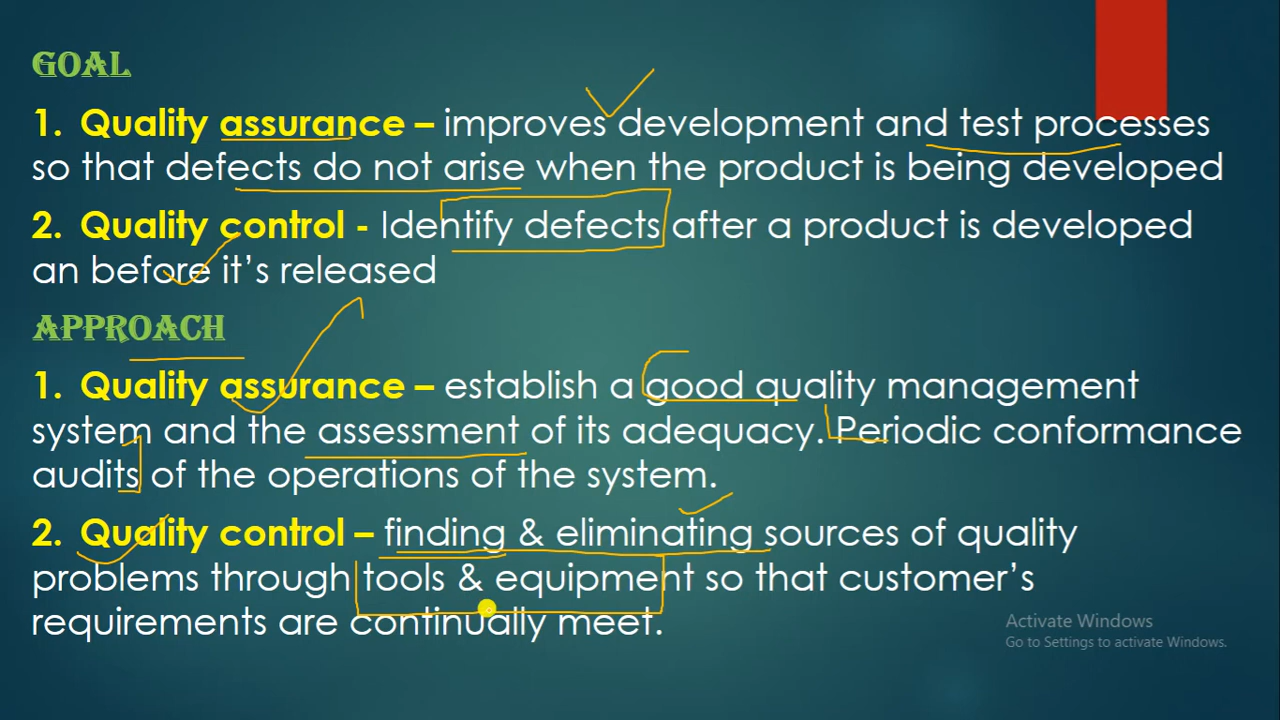 GOAL
1. Quality assurance – improves development and test processes
so that defects do not arise when the product is being developed
2. Quality control - Identify defects after a product is developed
an before it’s released
APPROACH
1. Quality assurance – establish a good quality management
system and the assessment of its adequacy. Periodic conformance
audits of the operations of the system.
2. Quality control – finding & eliminating sources of quality
problems through tools & equipment so that customer’s
requirements are continually meet.
Activate Windows
Go to Settings to activate Windows.